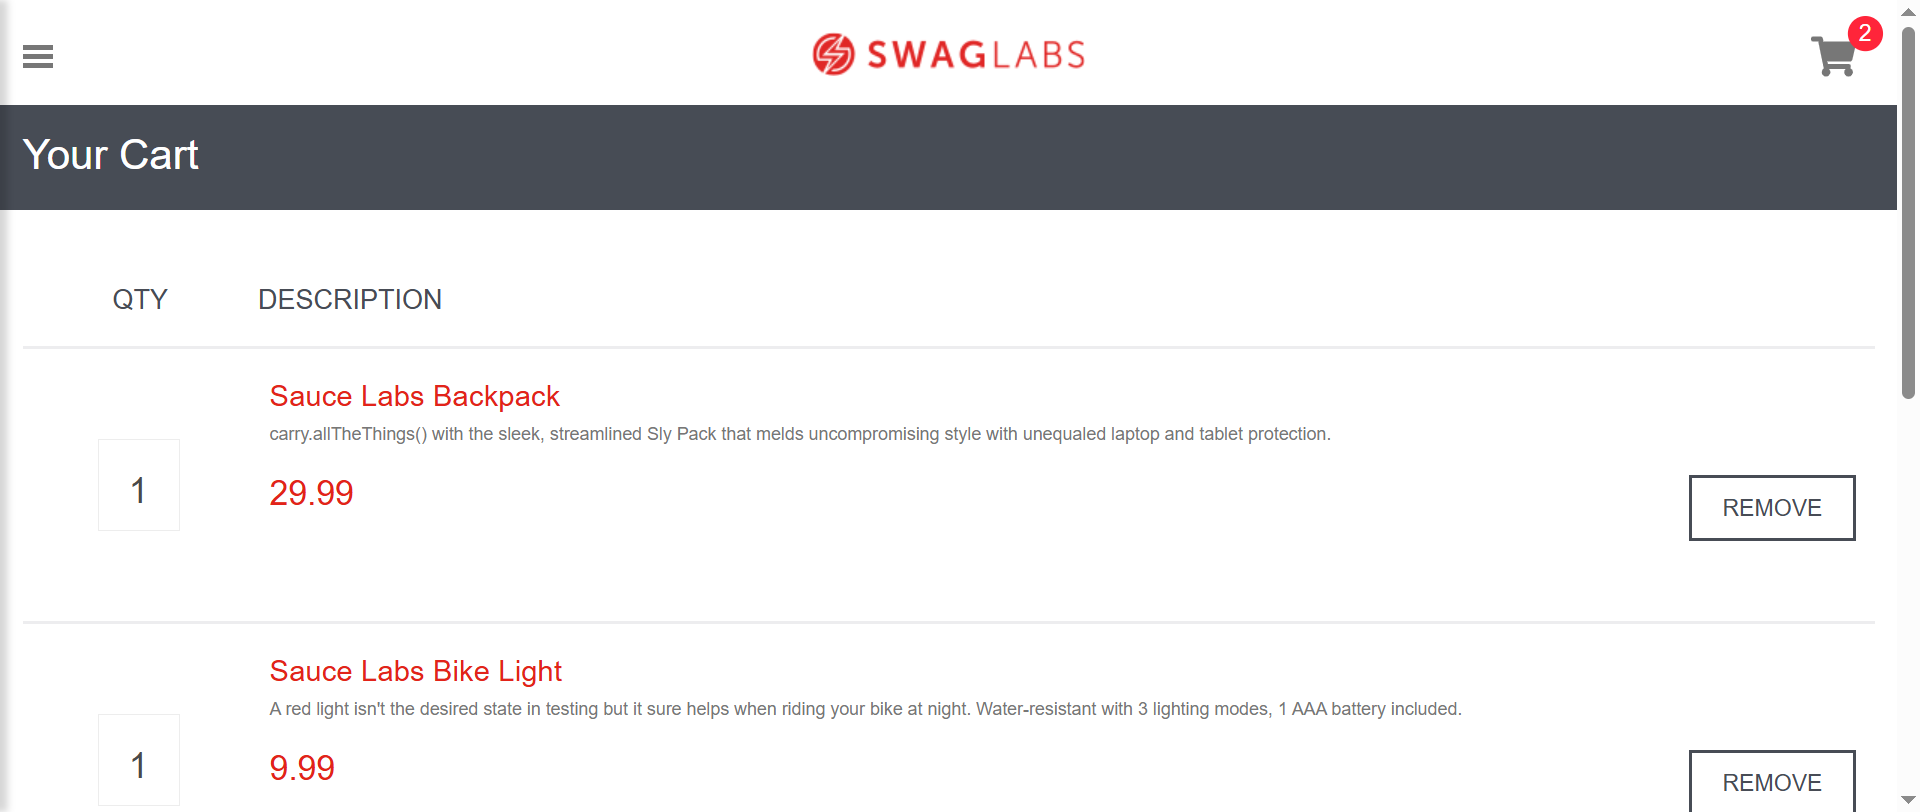 SWAGLABS
2
Your Cart
QTY DESCRIPTION
Sauce Labs Backpack
carry.allTheThings() with the sleek, streamlined Sly Pack that melds uncompromising style with unequaled laptop and tablet protection.
1
29.99
REMOVE
Sauce Labs Bike Light
A red light isn't the desired state in testing but it sure helps when riding your bike at night. Water-resistant with 3 lighting modes, 1 AAA battery included.
1
9.99
REMOVE